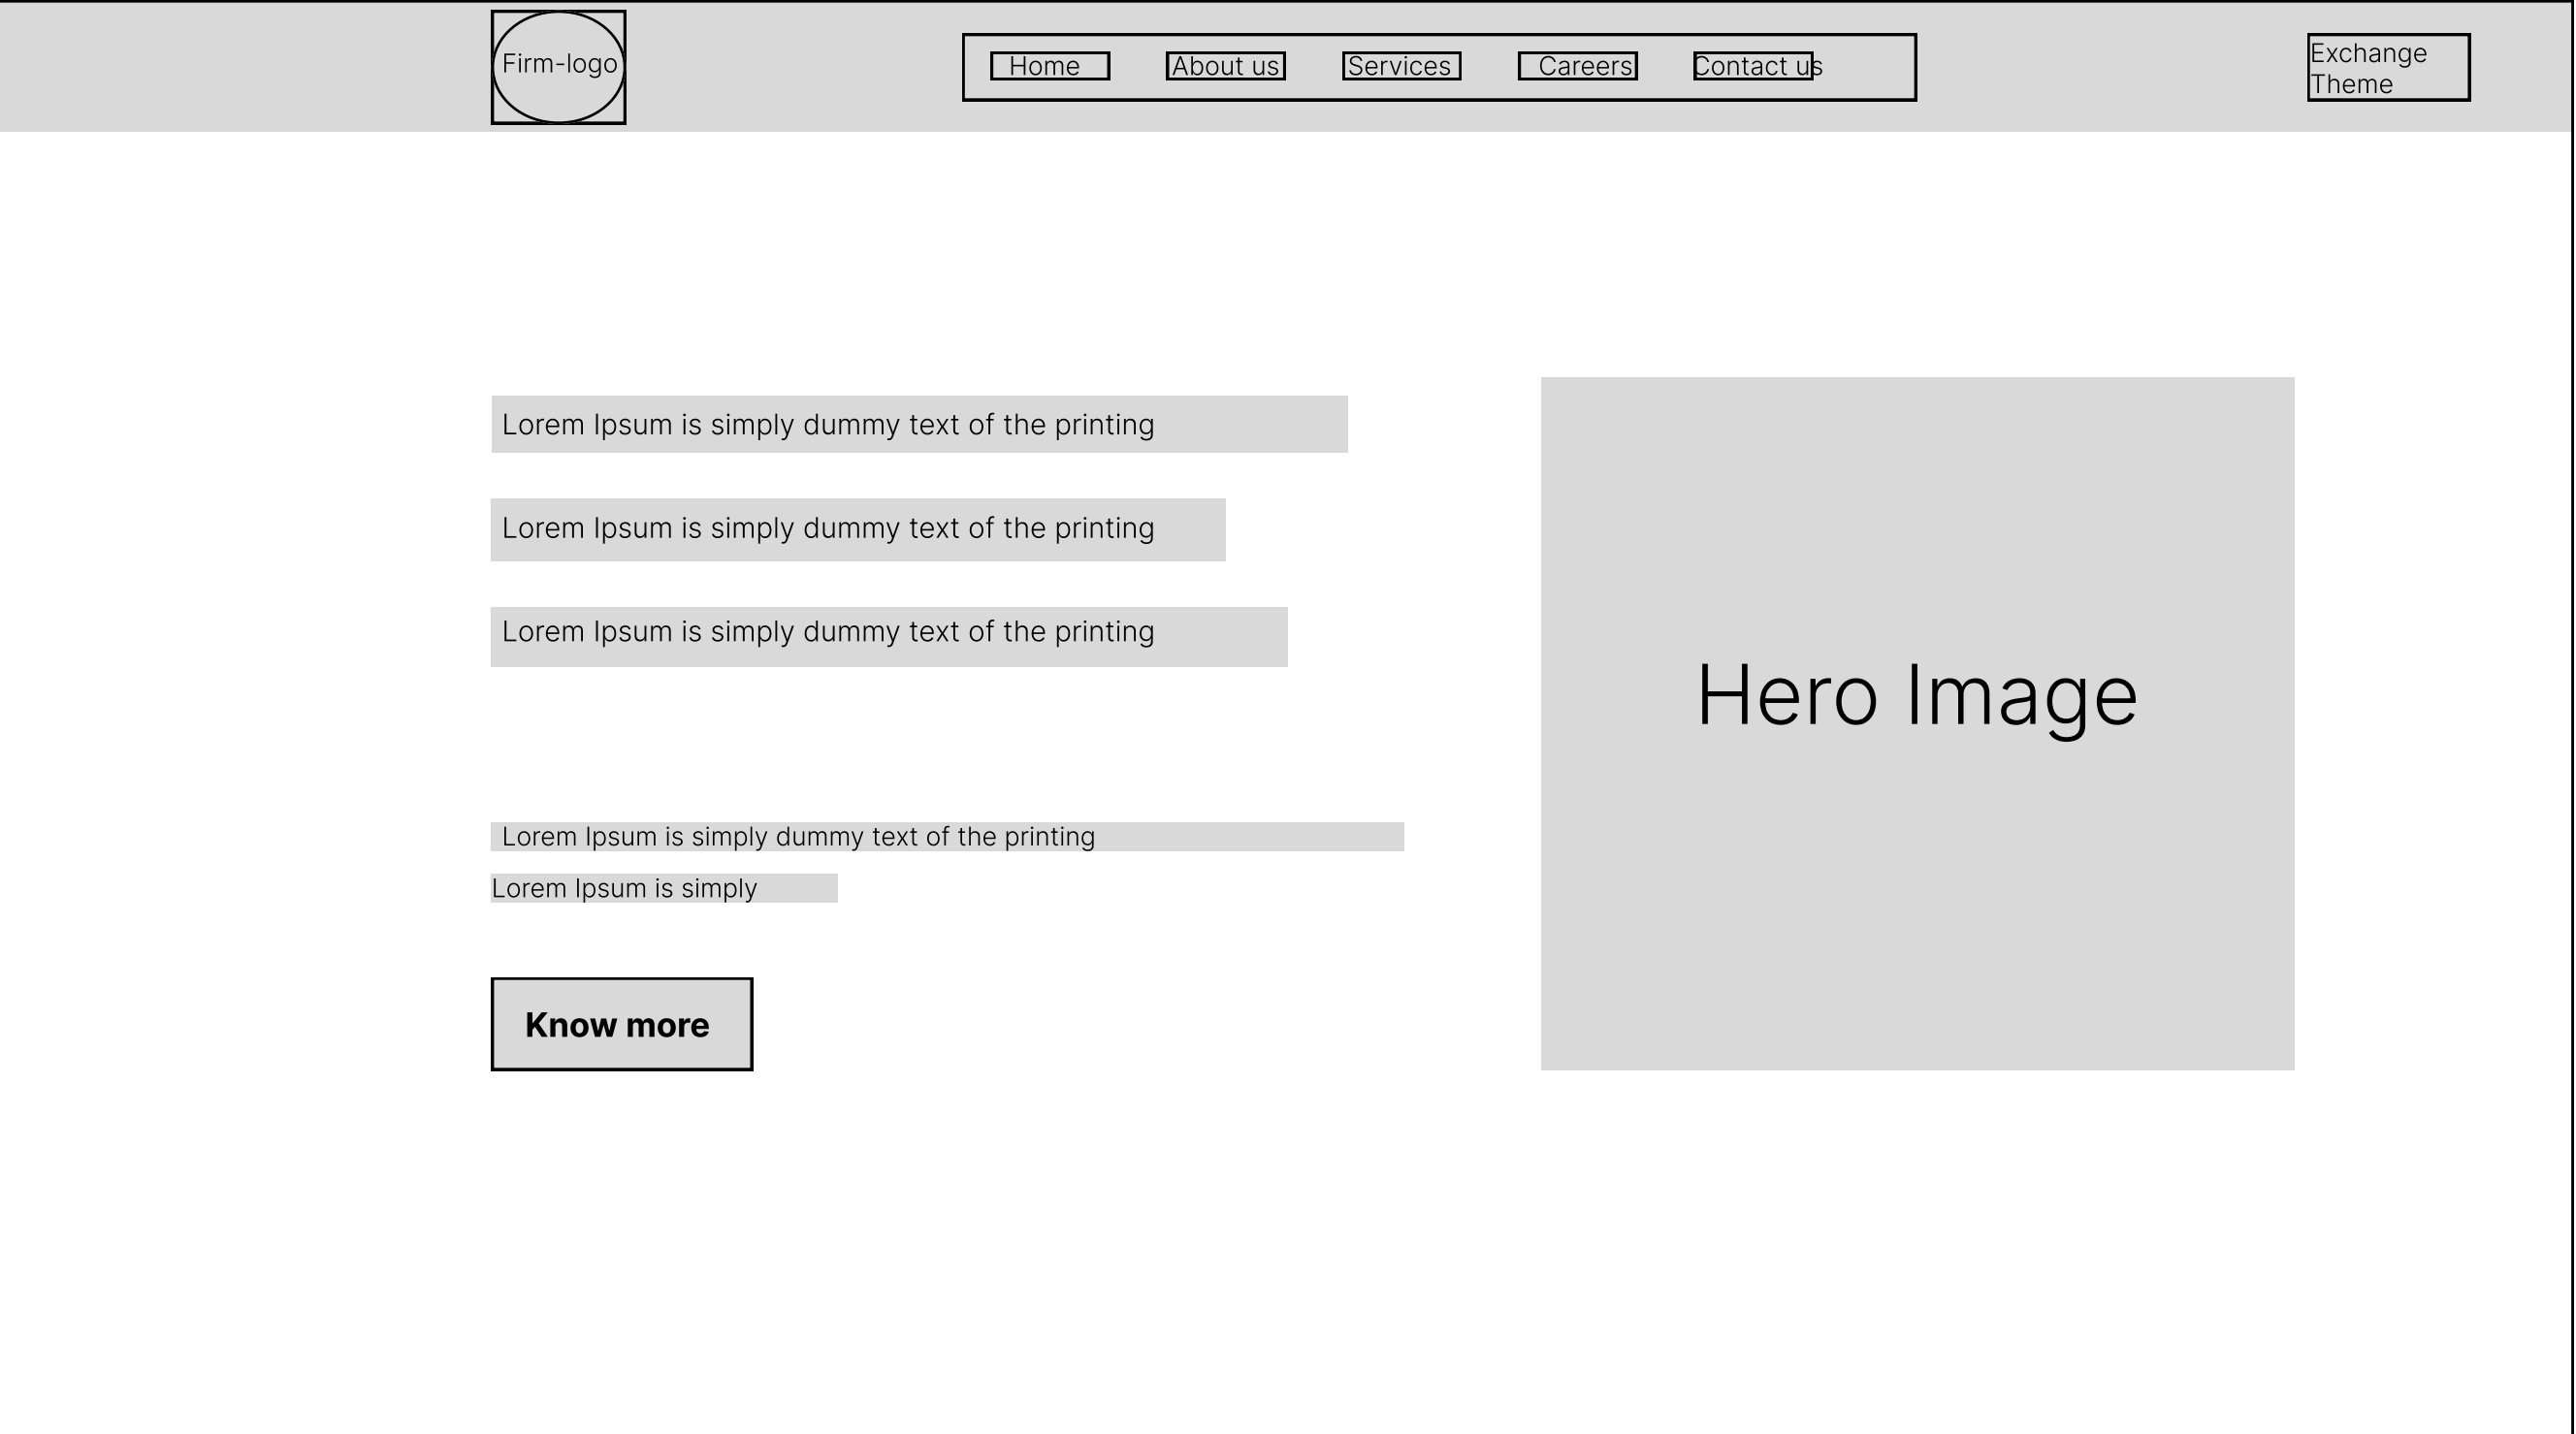 Firm-logo
Home
About us
Services
Careers
Contact us
Exchange
Theme
Lorem Ipsum is simply dummy text of the printing
Lorem Ipsum is simply dummy text of the printing
Lorem Ipsum is simply dummy text of the printing
Hero Image
Lorem Ipsum is simply dummy text of the printing
Lorem Ipsum is simply
Know more